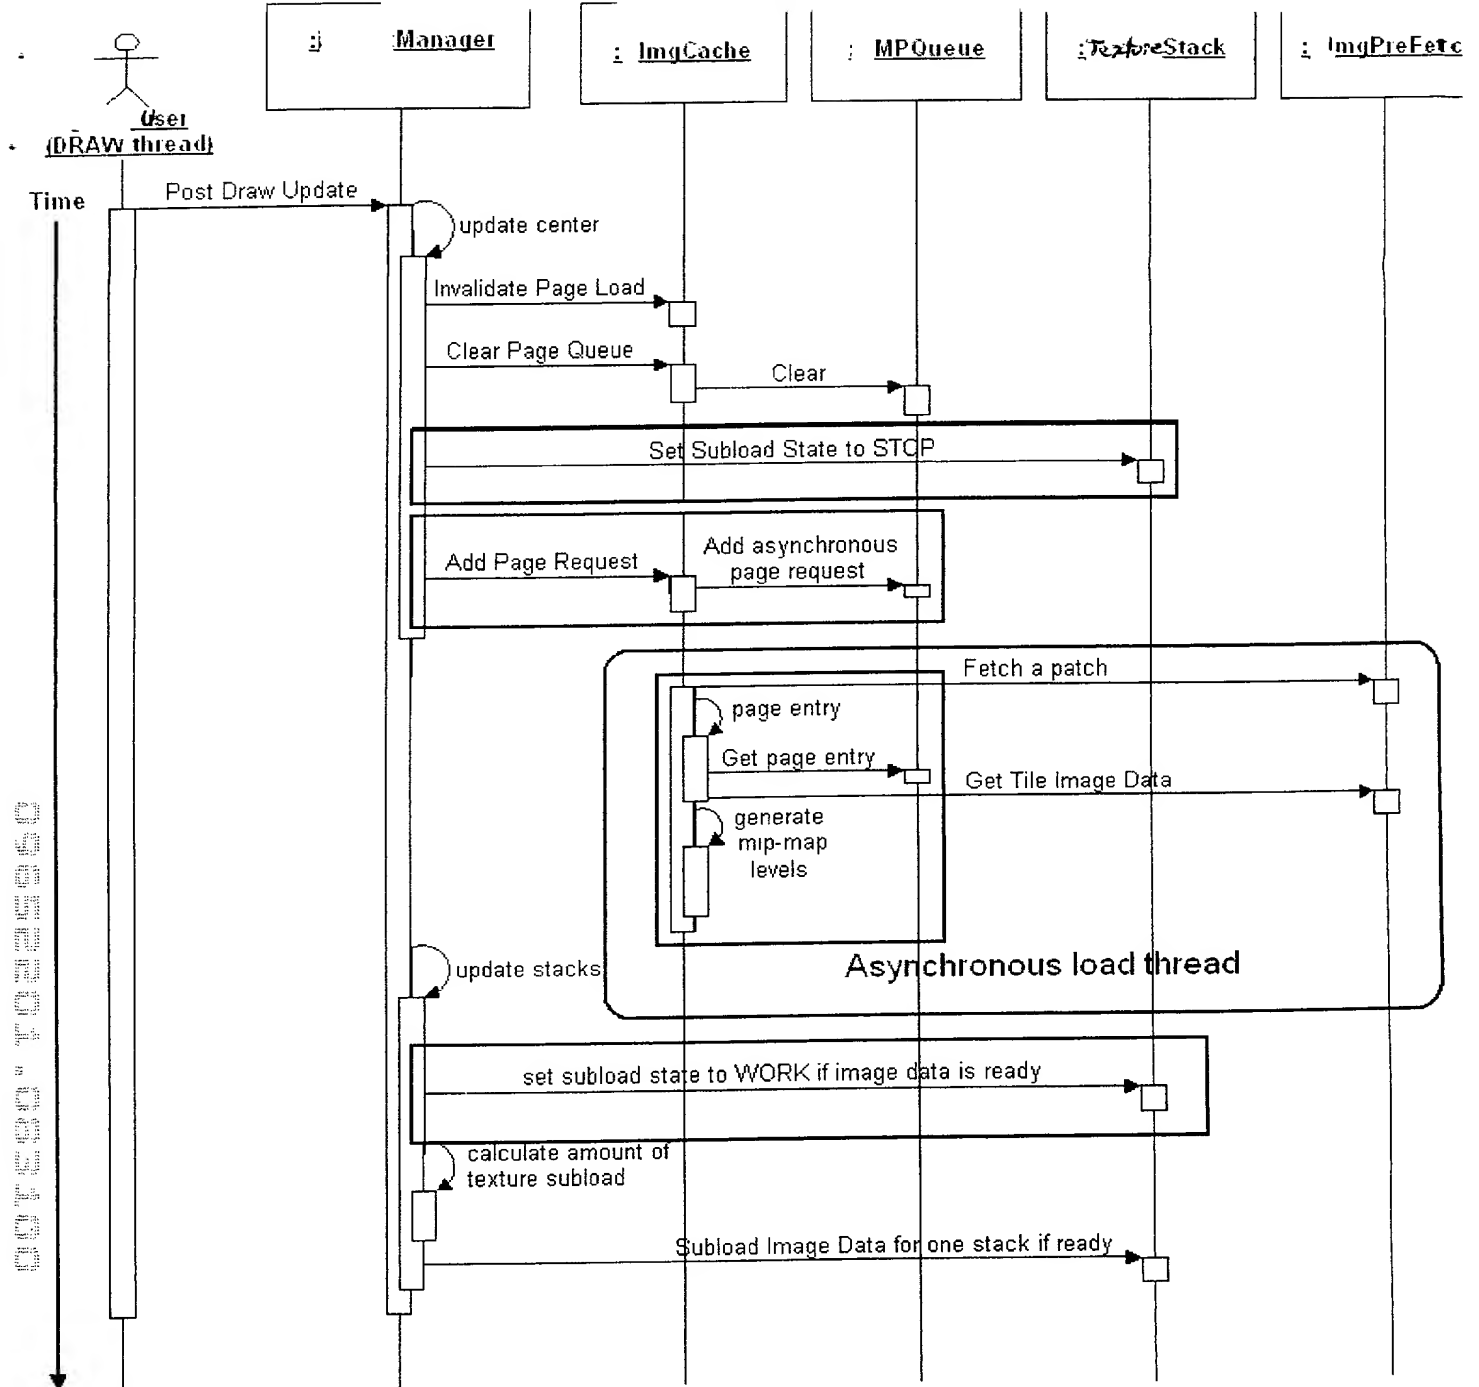 : Manager
: ImgCache
: MPQueue
:TextureStack
: ImgPreFetc
User
(DRAW thread)
Time
Post Draw Update
update center
Invalidate Page Load
Clear Page Queue
Clear
Set Subload State to STOP
Add Page Request
Add asynchronous
page request
Fetch a patch
page entry
Get page entry
Get Tile Image Data
generate
mip-map
levels
Asynchronous load thread
update stacks
set subload state to WORK if image data is ready
calculate amount of
texture subload
Subload Image Data for one stack if ready